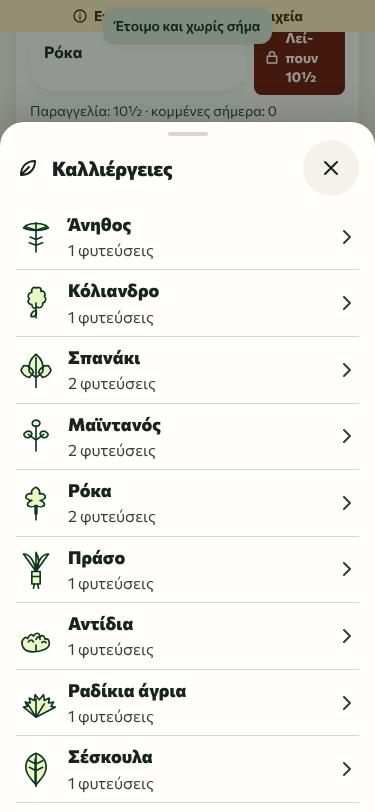 Έτοιμο και χωρίς σήμα
Ρόκα
Λεί-
πουν
10½
Παραγγελία: 10½ · κομμένες σήμερα: 0
Καλλιέργειες
Άνηθος
1 φυτεύσεις
Κόλιανδρο
1 φυτεύσεις
Σπανάκι
2 φυτεύσεις
Μαϊντανός
2 φυτεύσεις
Ρόκα
2 φυτεύσεις
Πράσο
1 φυτεύσεις
Αντίδια
1 φυτεύσεις
Ραδίκια άγρια
1 φυτεύσεις
Σέσκουλα
1 φυτεύσεις